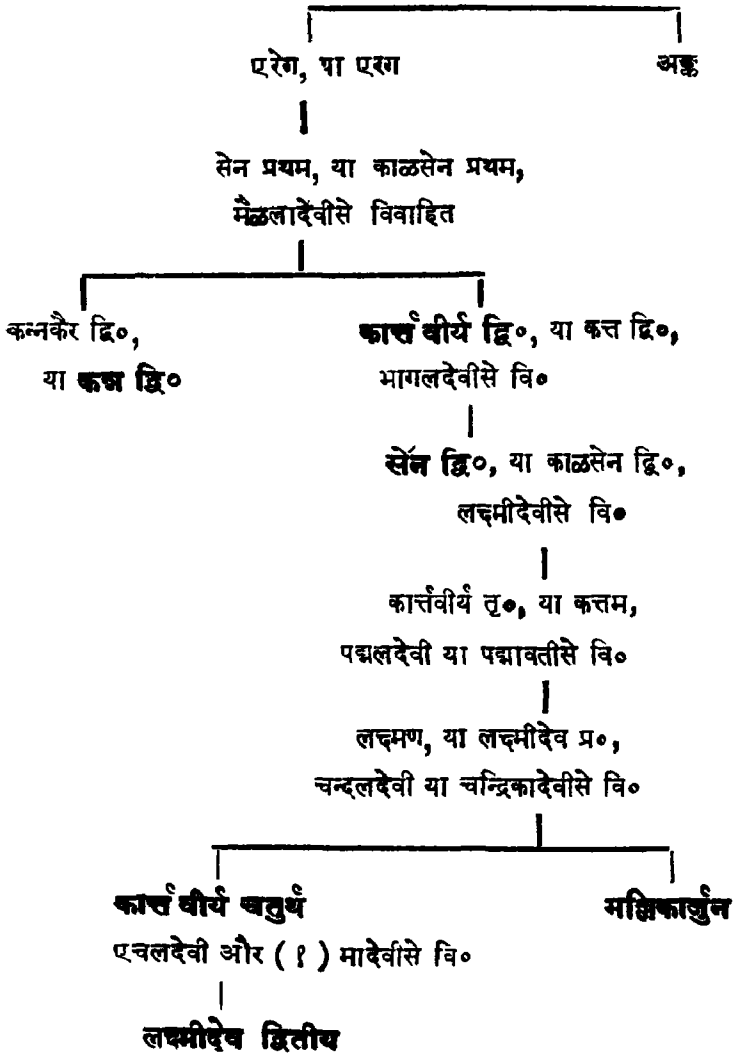 एरेग, या एरग अङ्क
सेन प्रथम, या काळसेन प्रथम,
मैळलादेवीसे विवाहित
कन्नकैर द्वि०, कार्त्तवीर्य द्वि०, या कत्त द्वि०,
या कन्न द्वि० भागलदेवीसे वि०
सेन द्वि०, या काळसेन द्वि०,
लक्ष्मीदेवीसे वि०
कार्त्तवीर्य तृ०, या कत्तम,
पद्मलदेवी या पद्मावतीसे वि०
लक्ष्मण, या लक्ष्मीदेव प्र०,
चन्दलदेवी या चन्द्रिकादेवीसे वि०
कार्त्तवीर्य चतुर्थ मल्लिकार्जुन
एचलदेवी और (१) मादेवीसे वि०
लक्ष्मीदेव द्वितीय